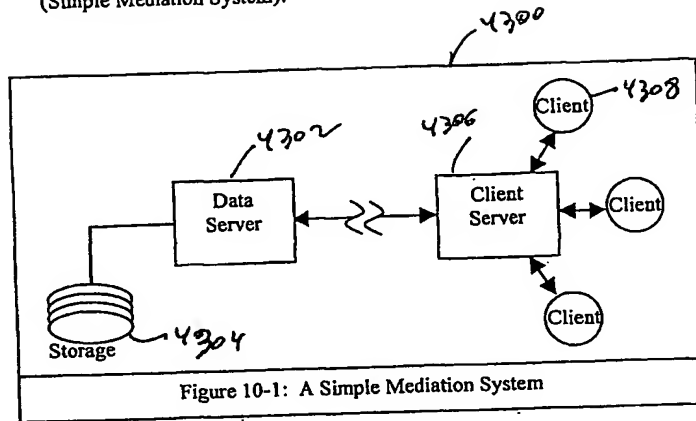 (Simple Mediation System).
4300
Client
4308
4302
4306
Data
Server
Client
Server
Client
Client
Storage
4304
Figure 10-1: A Simple Mediation System